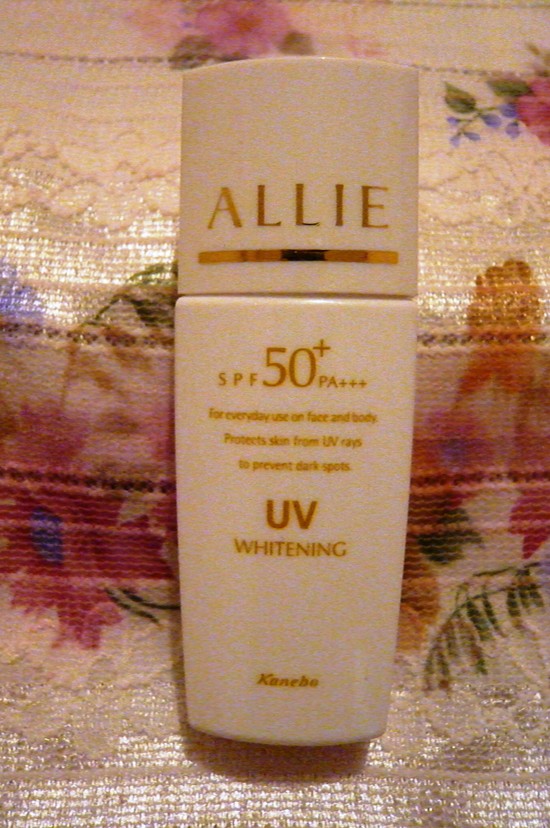 ALLIE
SPF50+PA+++
For everyday use on face and body.
Protects skin from UV rays
to prevent dark spots.
UV
WHITENING
Kanebo